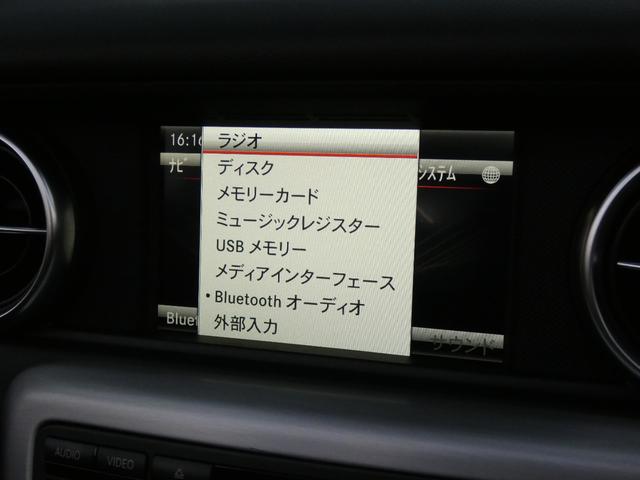 16:16
ラジオ
ナビ
システム
ディスク
メモリーカード
ミュージックレジスター
USB メモリー
メディアインターフェース
• Bluetooth オーディオ
外部入力
Bluet
サウンド
AUDIO
VIDEO